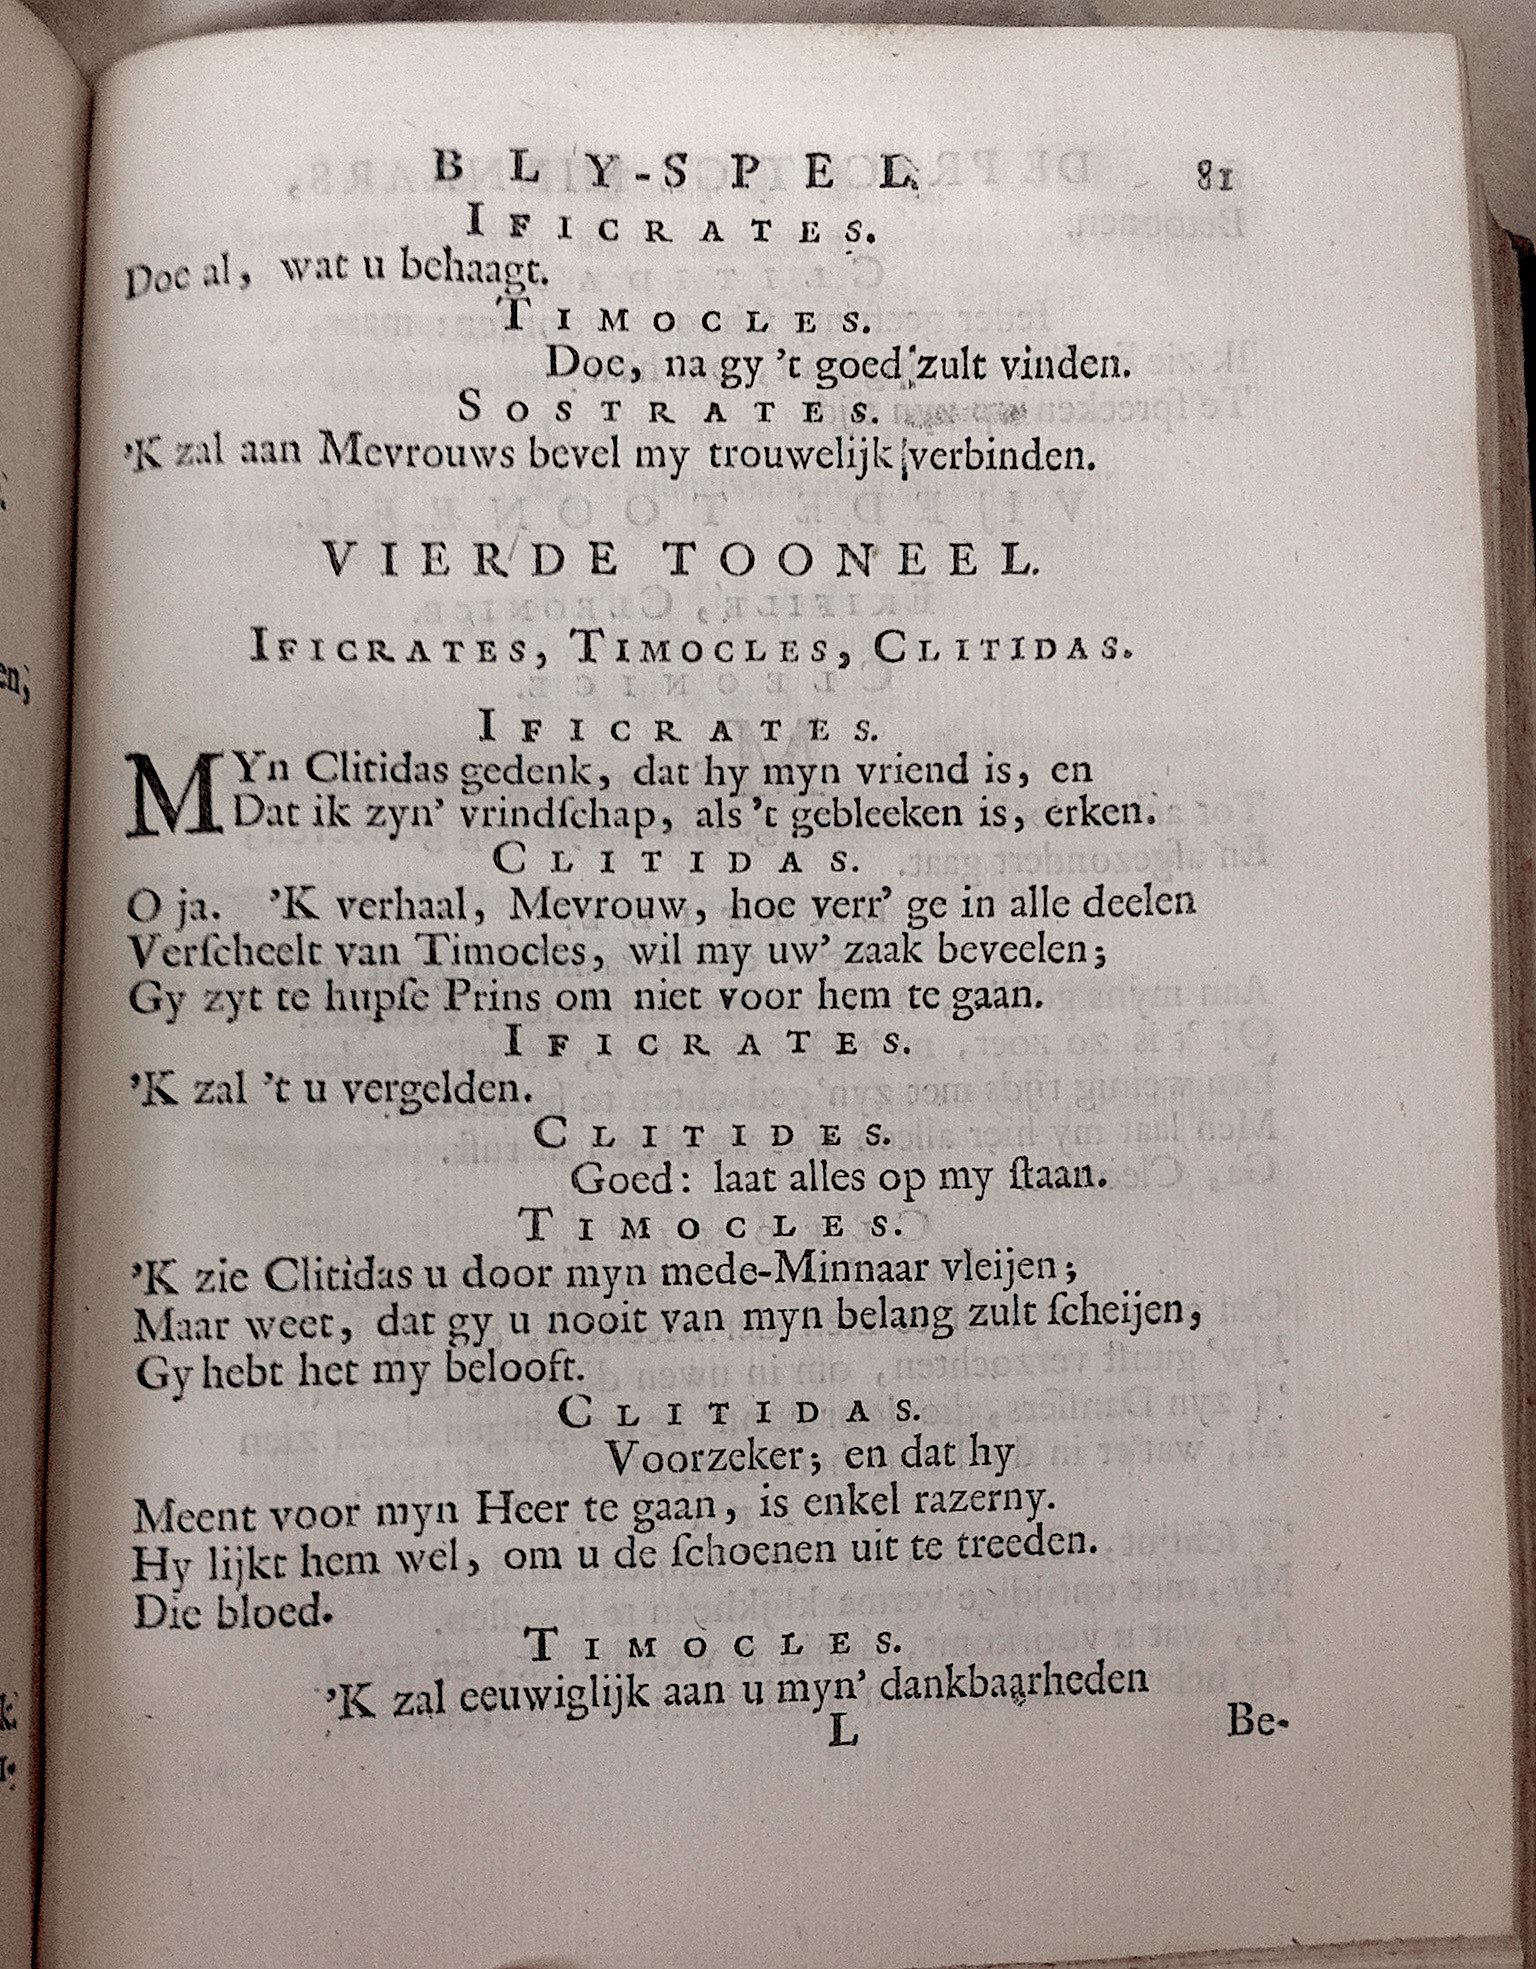 BLY-SPEL. 81
IFICRATES.
Doe al, wat u behaagt.
TIMOCLES.
Doe, na gy 't goed zult vinden.
SOSTRATES.
'K zal aan Mevrouws bevel my trouwelijk verbinden.
VIERDE TOONEEL.
IFICRATES, TIMOCLES, CLITIDAS.
IFICRATES.
MYn Clitidas gedenk, dat hy myn vriend is, en
Dat ik zyn' vrindſchap, als 't gebleeken is, erken.
CLITIDAS.
O ja. 'K verhaal, Mevrouw, hoe verr' ge in alle deelen
Verſcheelt van Timocles, wil my uw' zaak beveelen;
Gy zyt te hupſe Prins om niet voor hem te gaan.
IFICRATES.
'K zal 't u vergelden.
CLITIDES.
Goed: laat alles op my ſtaan.
TIMOCLES.
'K zie Clitidas u door myn mede-Minnaar vleijen;
Maar weet, dat gy u nooit van myn belang zult ſcheijen,
Gy hebt het my belooft.
CLITIDAS.
Voorzeker; en dat hy
Meent voor myn Heer te gaan, is enkel razerny.
Hy lijkt hem wel, om u de ſchoenen uit te treeden.
Die bloed.
TIMOCLES.
'K zal eeuwiglijk aan u myn' dankbaarheden
L Be-